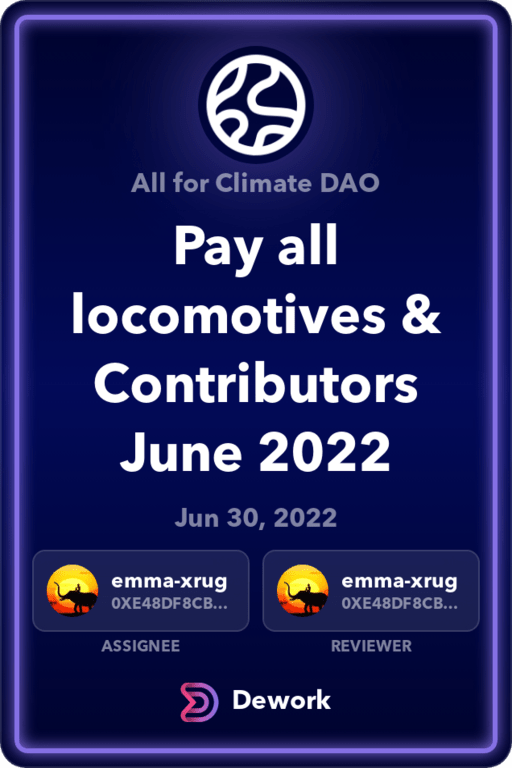 All for Climate DAO
Pay all
locomotives &
Contributors
June 2022
Jun 30, 2022
emma-xrug
0XE48DF8CB...
ASSIGNEE
emma-xrug
0XE48DF8CB...
REVIEWER
Dework